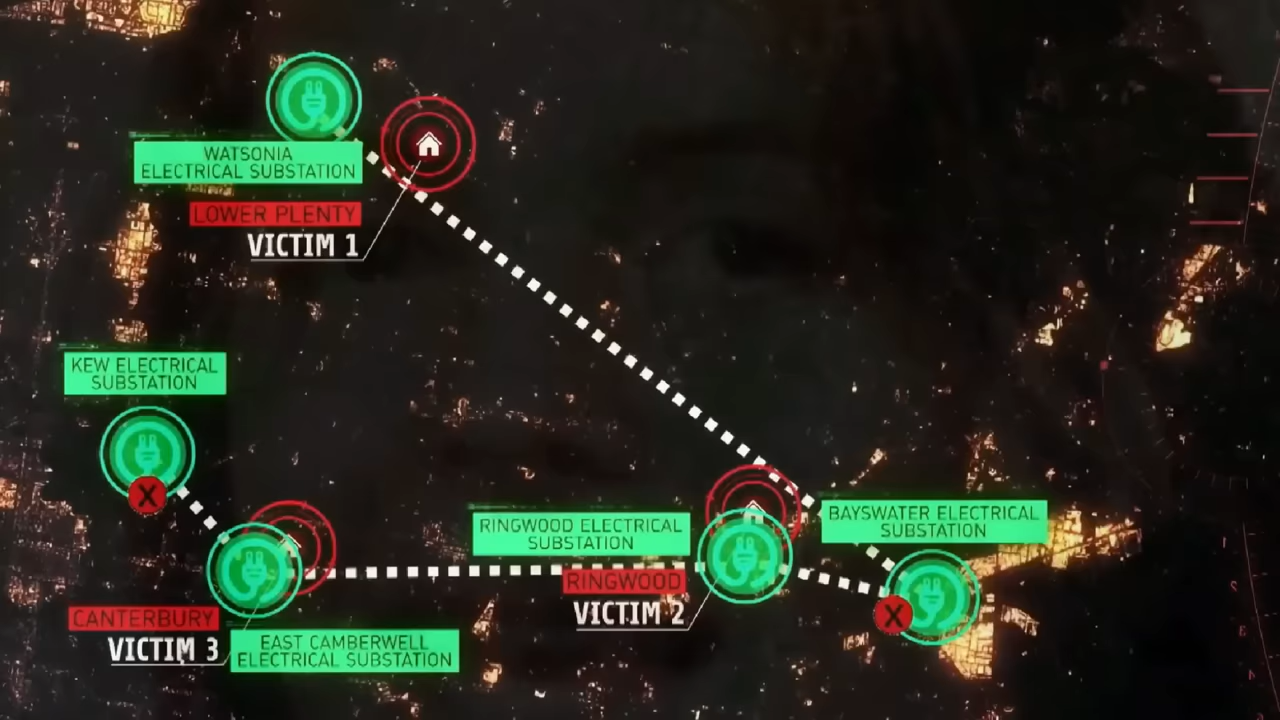 WATSONIA
ELECTRICAL SUBSTATION
LOWER PLENTY
VICTIM 1
KEW ELECTRICAL
SUBSTATION
X
RINGWOOD ELECTRICAL
SUBSTATION
BAYSWATER ELECTRICAL
SUBSTATION
RINGWOOD
VICTIM 2
X
CANTERBURY
VICTIM 3
EAST CAMBERWELL
ELECTRICAL SUBSTATION